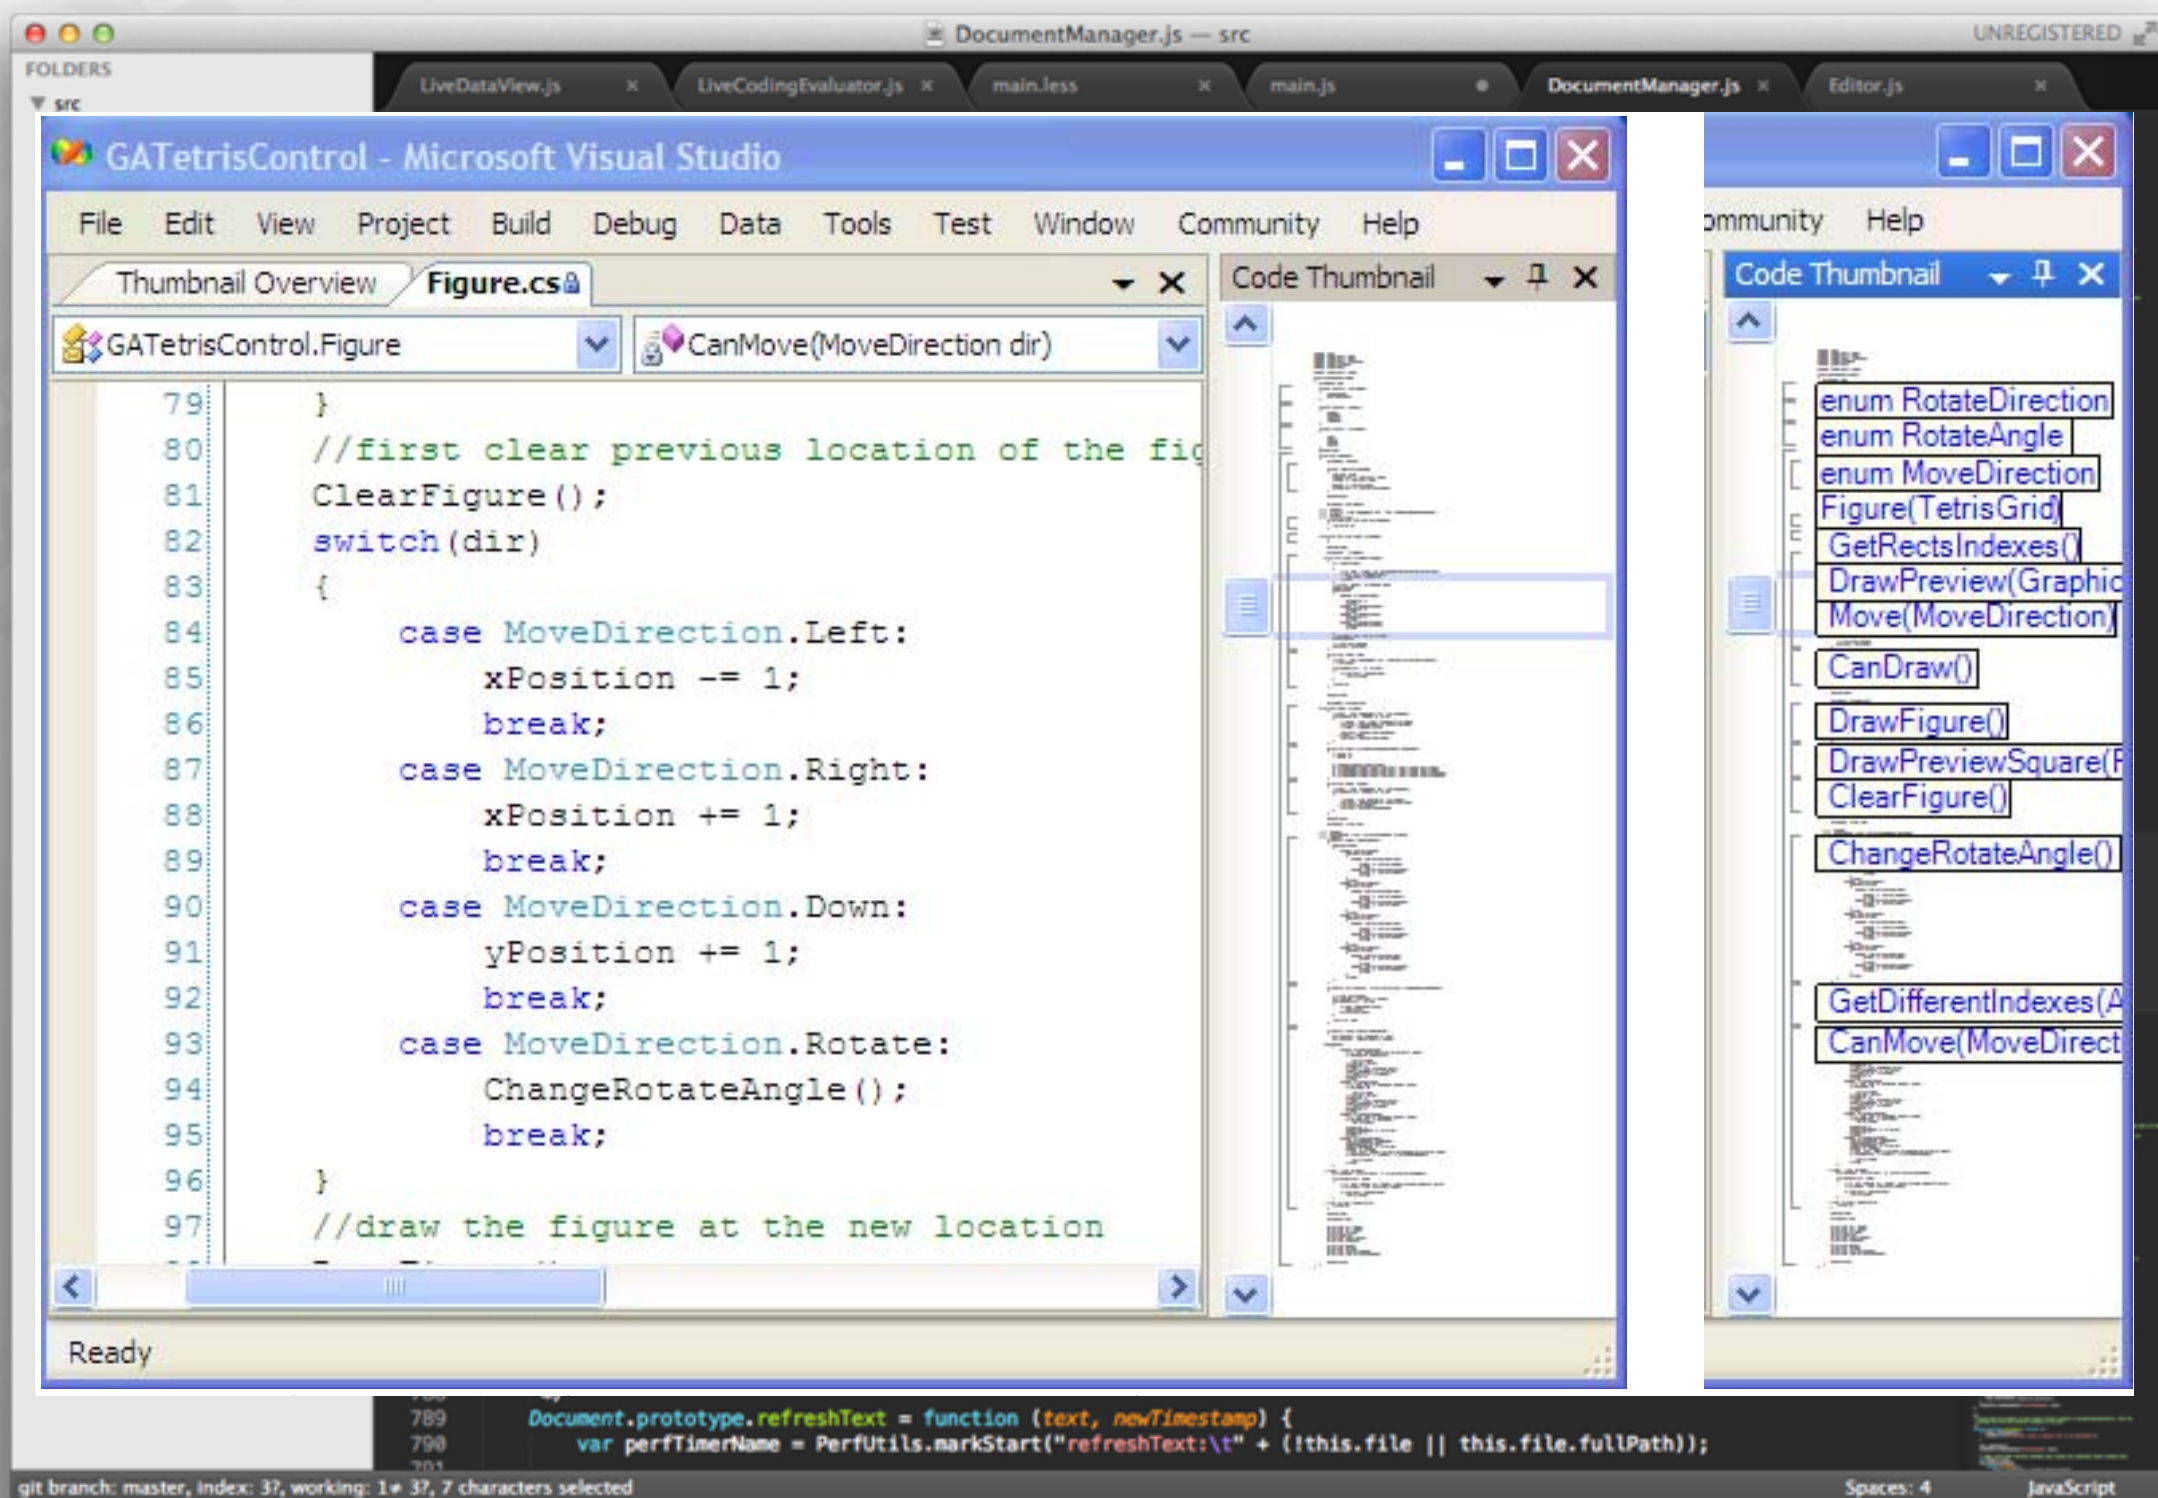 DocumentManager.js — src
UNREGISTERED
FOLDERS
src
LiveDataView.js
LiveCodingEvaluator.js
main.less
main.js
DocumentManager.js
Editor.js
GATetrisControl - Microsoft Visual Studio
File Edit View Project Build Debug Data Tools Test Window Community Help
Thumbnail Overview
Figure.cs
GATetrisControl.Figure
CanMove(MoveDirection dir)
79 }
80 //first clear previous location of the fig
81 ClearFigure();
82 switch(dir)
83 {
84 case MoveDirection.Left:
85 xPosition -= 1;
86 break;
87 case MoveDirection.Right:
88 xPosition += 1;
89 break;
90 case MoveDirection.Down:
91 yPosition += 1;
92 break;
93 case MoveDirection.Rotate:
94 ChangeRotateAngle();
95 break;
96 }
97 //draw the figure at the new location
Ready
Code Thumbnail
ommunity Help
Code Thumbnail
enum RotateDirection
enum RotateAngle
enum MoveDirection
Figure(TetrisGrid)
GetRectsIndexes()
DrawPreview(Graphic
Move(MoveDirection)
CanDraw()
DrawFigure()
DrawPreviewSquare(
ClearFigure()
ChangeRotateAngle()
GetDifferentIndexes(A
CanMove(MoveDirect
789 Document.prototype.refreshText = function (text, newTimestamp) {
790 var perfTimerName = PerfUtils.markStart("refreshText:\t" + (!this.file || this.file.fullPath));
791
git branch: master, index: 3?, working: 1≠ 3?, 7 characters selected
Spaces: 4
JavaScript